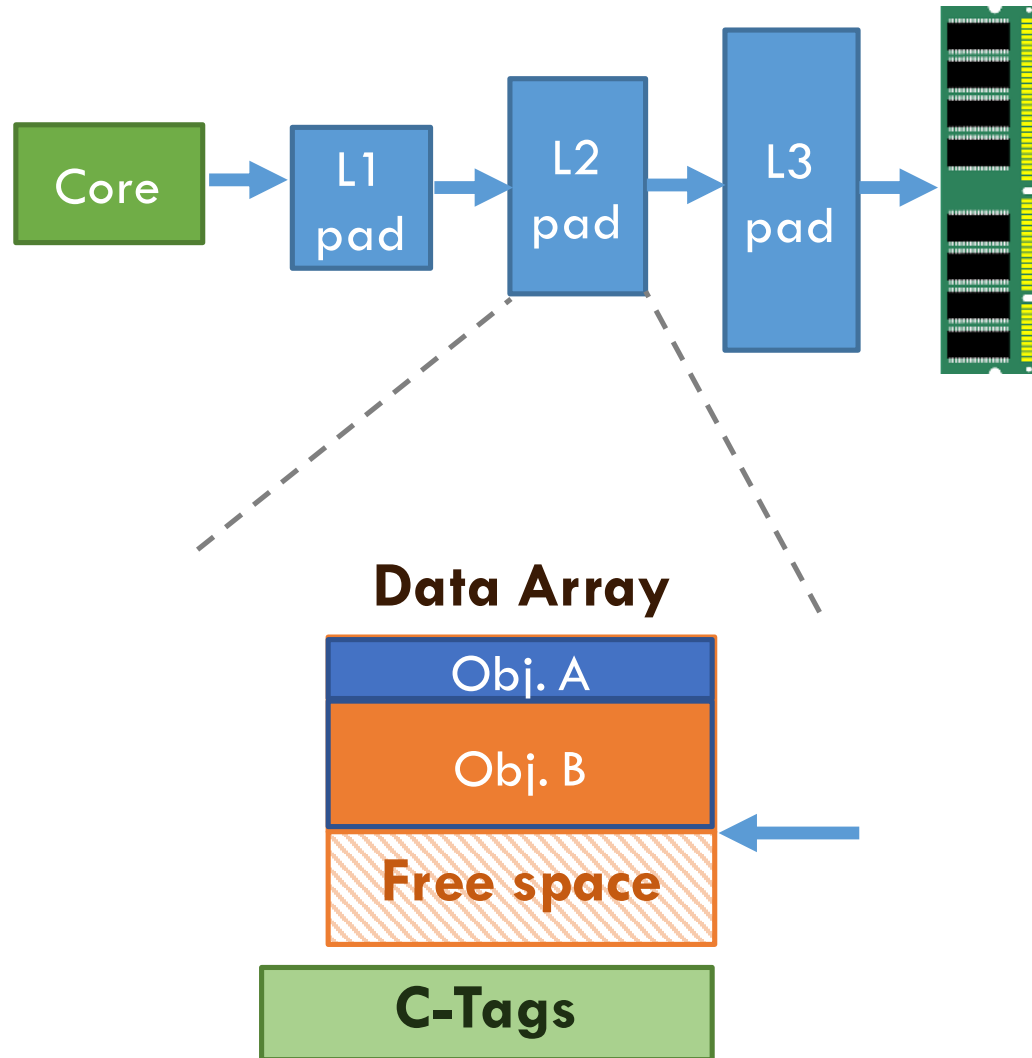 Core
L1
pad
L2
pad
L3
pad
Data Array
Obj. A
Obj. B
Free space
C-Tags